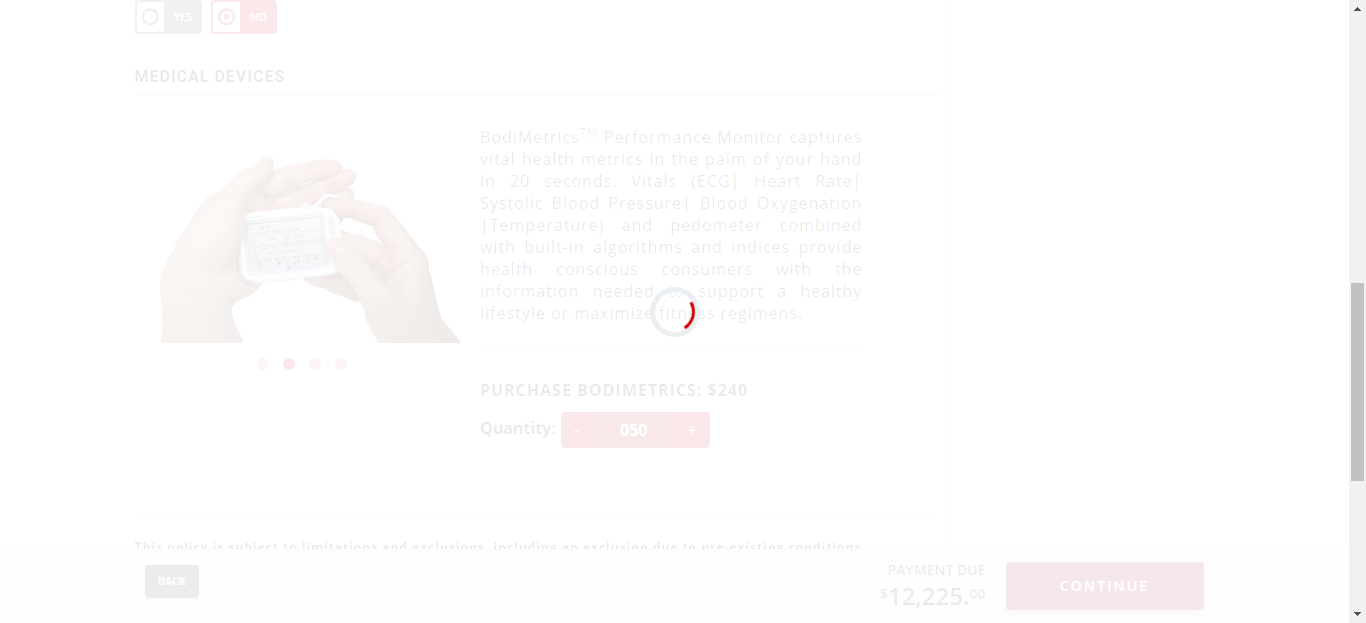 YES NO
MEDICAL DEVICES
BodiMetrics™ Performance Monitor captures
vital health metrics in the palm of your hand
in 20 seconds. Vitals (ECG| Heart Rate|
Systolic Blood Pressure| Blood Oxygenation
|Temperature) and pedometer combined
with built-in algorithms and indices provide
health conscious consumers with the
information needed to support a healthy
lifestyle or maximize fitness regimens.
PURCHASE BODIMETRICS: $240
Quantity: - 050 +
This policy is subject to limitations and exclusions, including an exclusion due to pre-existing conditions
BACK
PAYMENT DUE
$12,225.00
CONTINUE